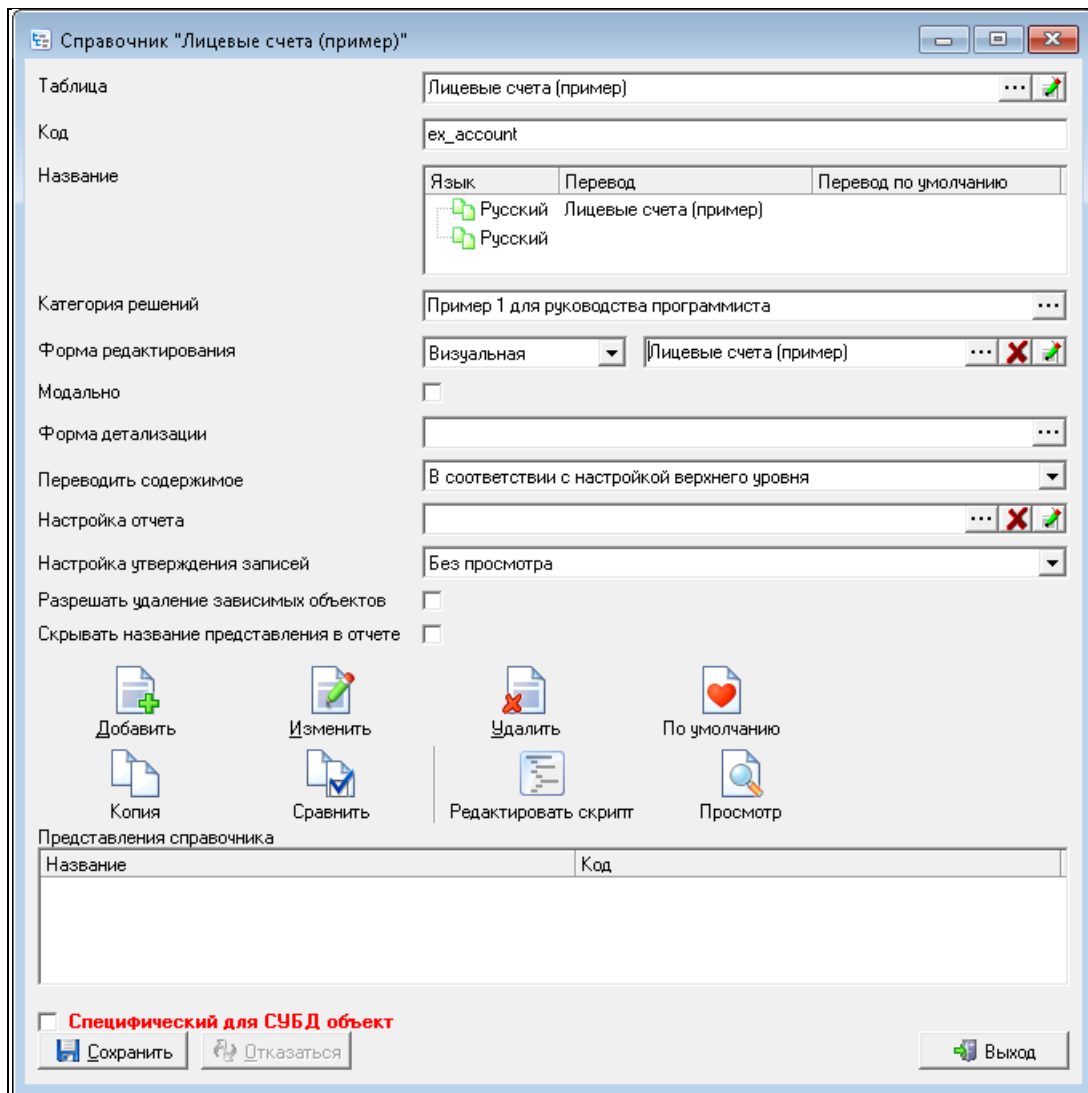 Справочник "Лицевые счета (пример)"
Таблица Лицевые счета (пример) ...
Код ex_account
Название Язык Перевод Перевод по умолчанию
Русский Лицевые счета (пример)
Русский
Категория решений Пример 1 для руководства программиста ...
Форма редактирования Визуальная Лицевые счета (пример) ...
Модально
Форма детализации ...
Переводить содержимое В соответствии с настройкой верхнего уровня
Настройка отчета ...
Настройка утверждения записей Без просмотра
Разрешать удаление зависимых объектов
Скрывать название представления в отчете
Добавить Изменить Удалить По умолчанию
Копия Сравнить Редактировать скрипт Просмотр
Представления справочника
Название Код
Специфический для СУБД объект
Сохранить Отказаться Выход